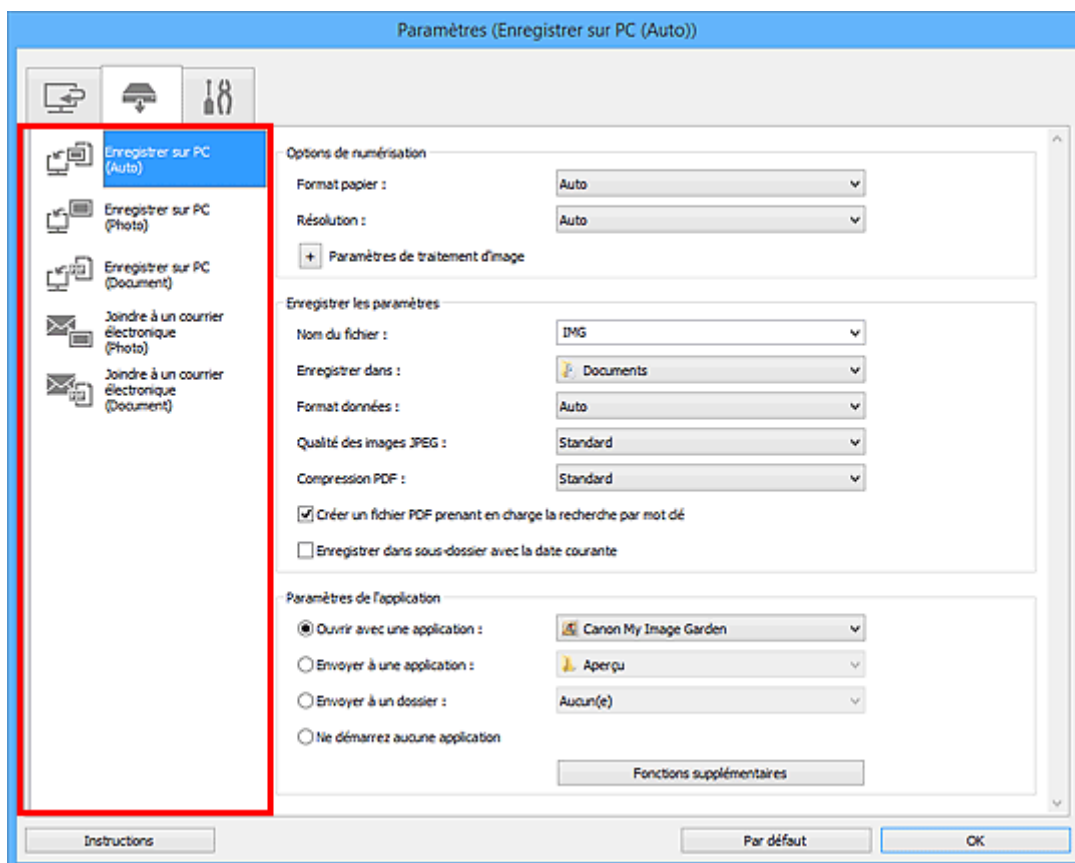 Paramètres (Enregistrer sur PC (Auto))
Enregistrer sur PC
(Auto)
Enregistrer sur PC
(Photo)
Enregistrer sur PC
(Document)
Joindre à un courrier
électronique
(Photo)
Joindre à un courrier
électronique
(Document)
Options de numérisation
Format papier : Auto
Résolution : Auto
+ Paramètres de traitement d'image
Enregistrer les paramètres
Nom du fichier : IMG
Enregistrer dans : Documents
Format données : Auto
Qualité des images JPEG : Standard
Compression PDF : Standard
Créer un fichier PDF prenant en charge la recherche par mot clé
Enregistrer dans sous-dossier avec la date courante
Paramètres de l'application
Ouvrir avec une application : Canon My Image Garden
Envoyer à une application : Aperçu
Envoyer à un dossier : Aucun(e)
Ne démarrez aucune application
Fonctions supplémentaires
Instructions Par défaut OK